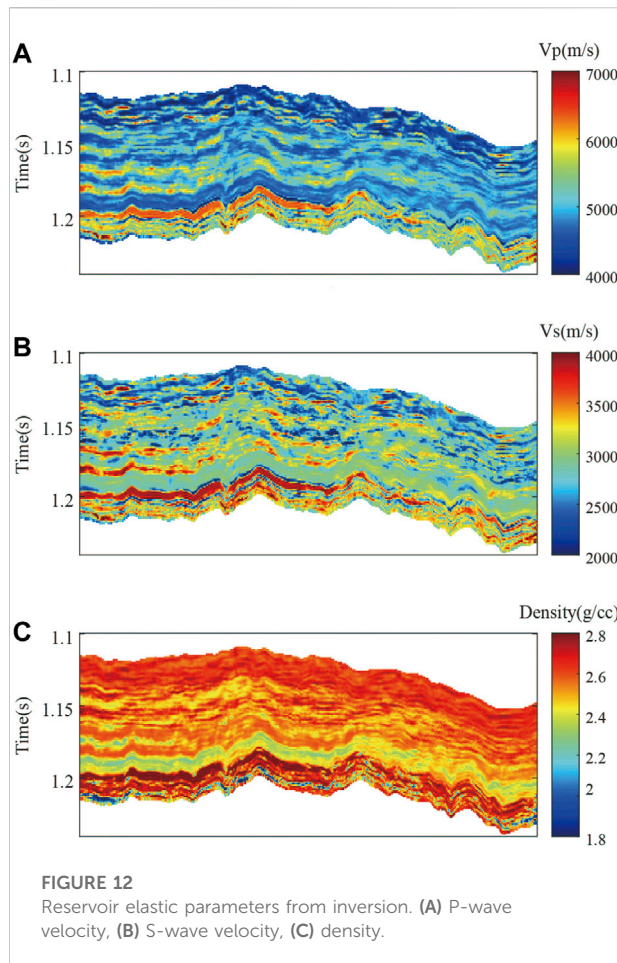 A
Vp(m/s)
1.1
1.15
1.2
Time(s)
7000
6000
5000
4000
B
Vs(m/s)
1.1
1.15
1.2
Time(s)
4000
3500
3000
2500
2000
C
Density(g/cc)
1.1
1.15
1.2
Time(s)
2.8
2.6
2.4
2.2
2
1.8
FIGURE 12
Reservoir elastic parameters from inversion. (A) P-wave
velocity, (B) S-wave velocity, (C) density.